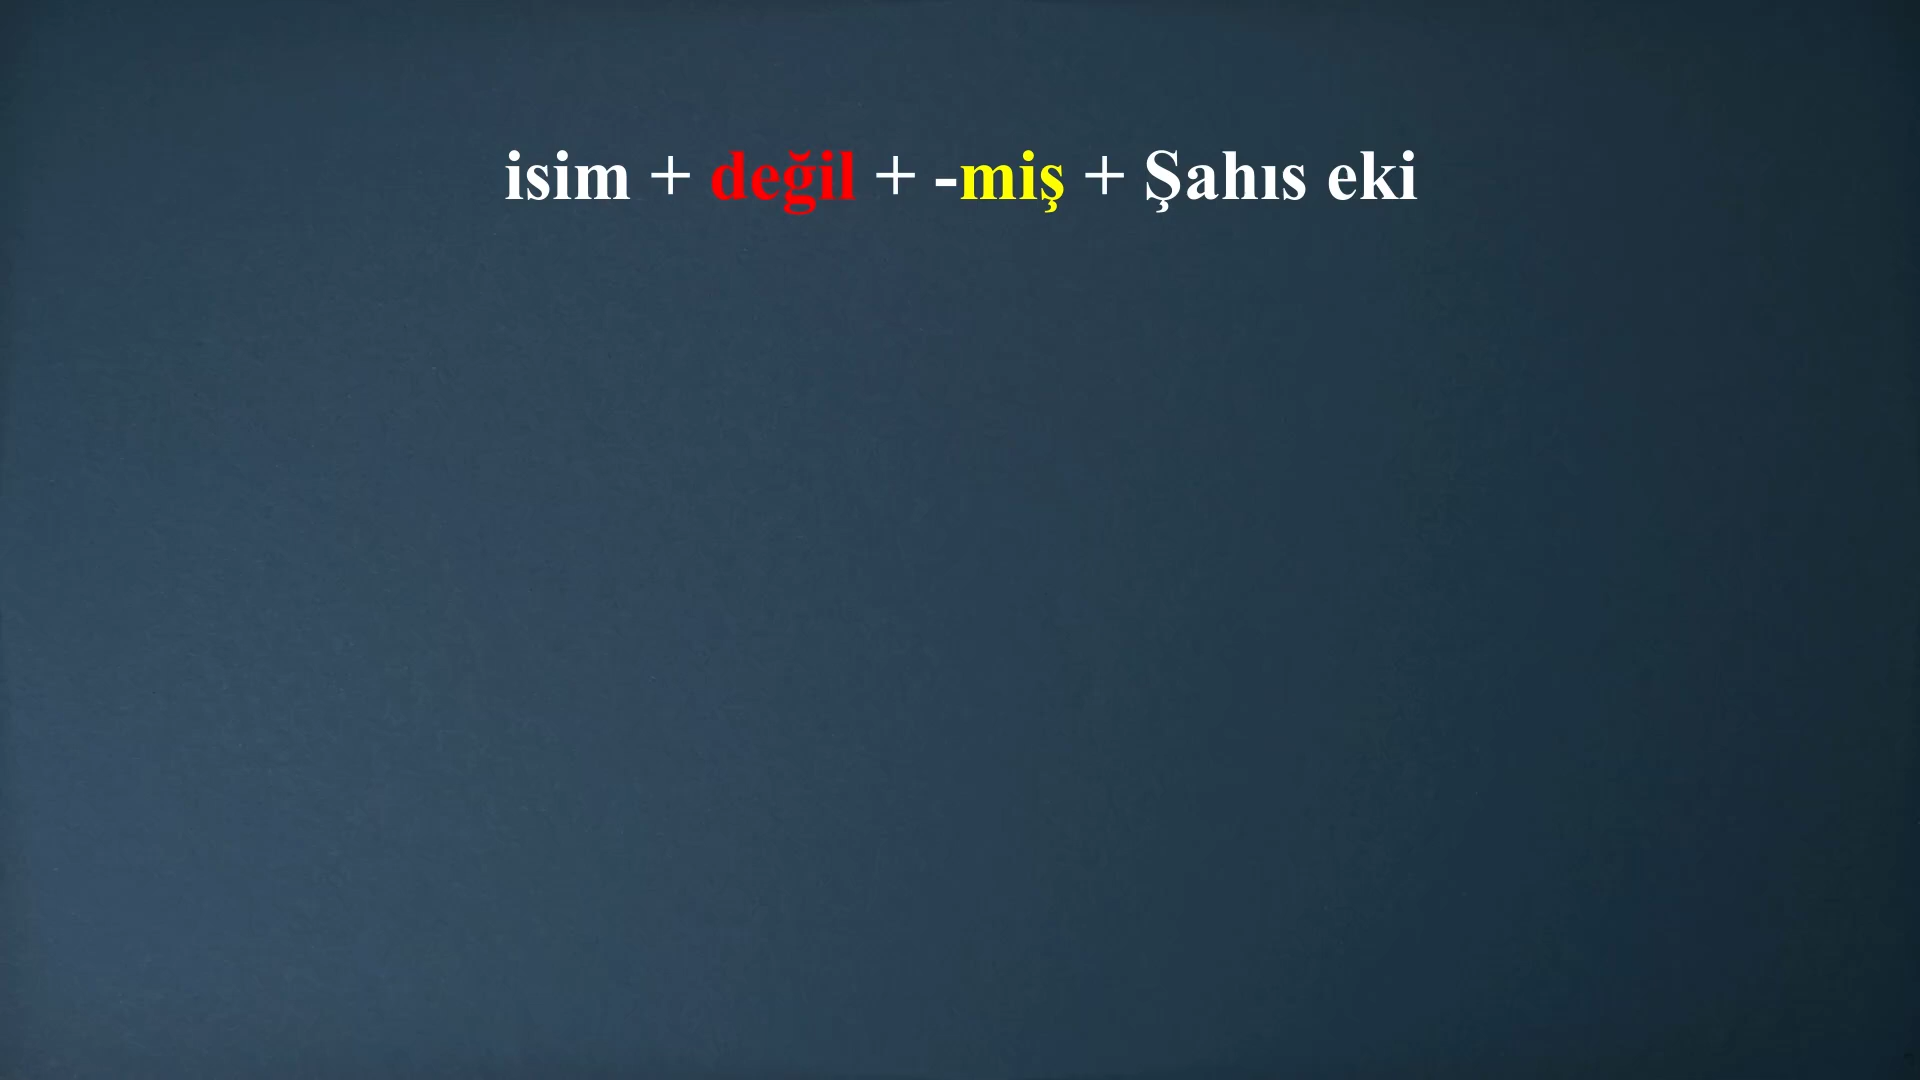 isim + değil + -miş + Şahıs eki